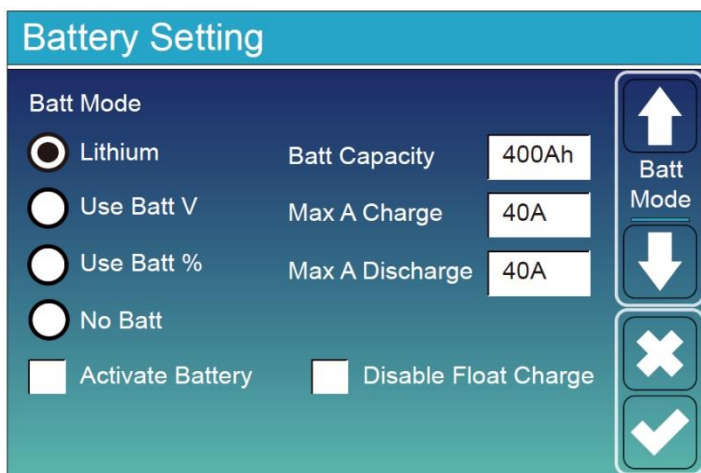 Battery Setting
Batt Mode
Lithium
Batt Capacity
400Ah
Use Batt V
Max A Charge
40A
Use Batt %
Max A Discharge
40A
No Batt
Activate Battery
Disable Float Charge
Batt
Mode